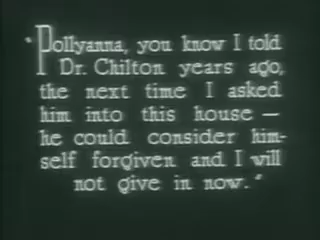 "Pollyanna, you know I told
Dr. Chilton years ago,
the next time I asked
him into this house —
he could consider him-
self forgiven and I will
not give in now."